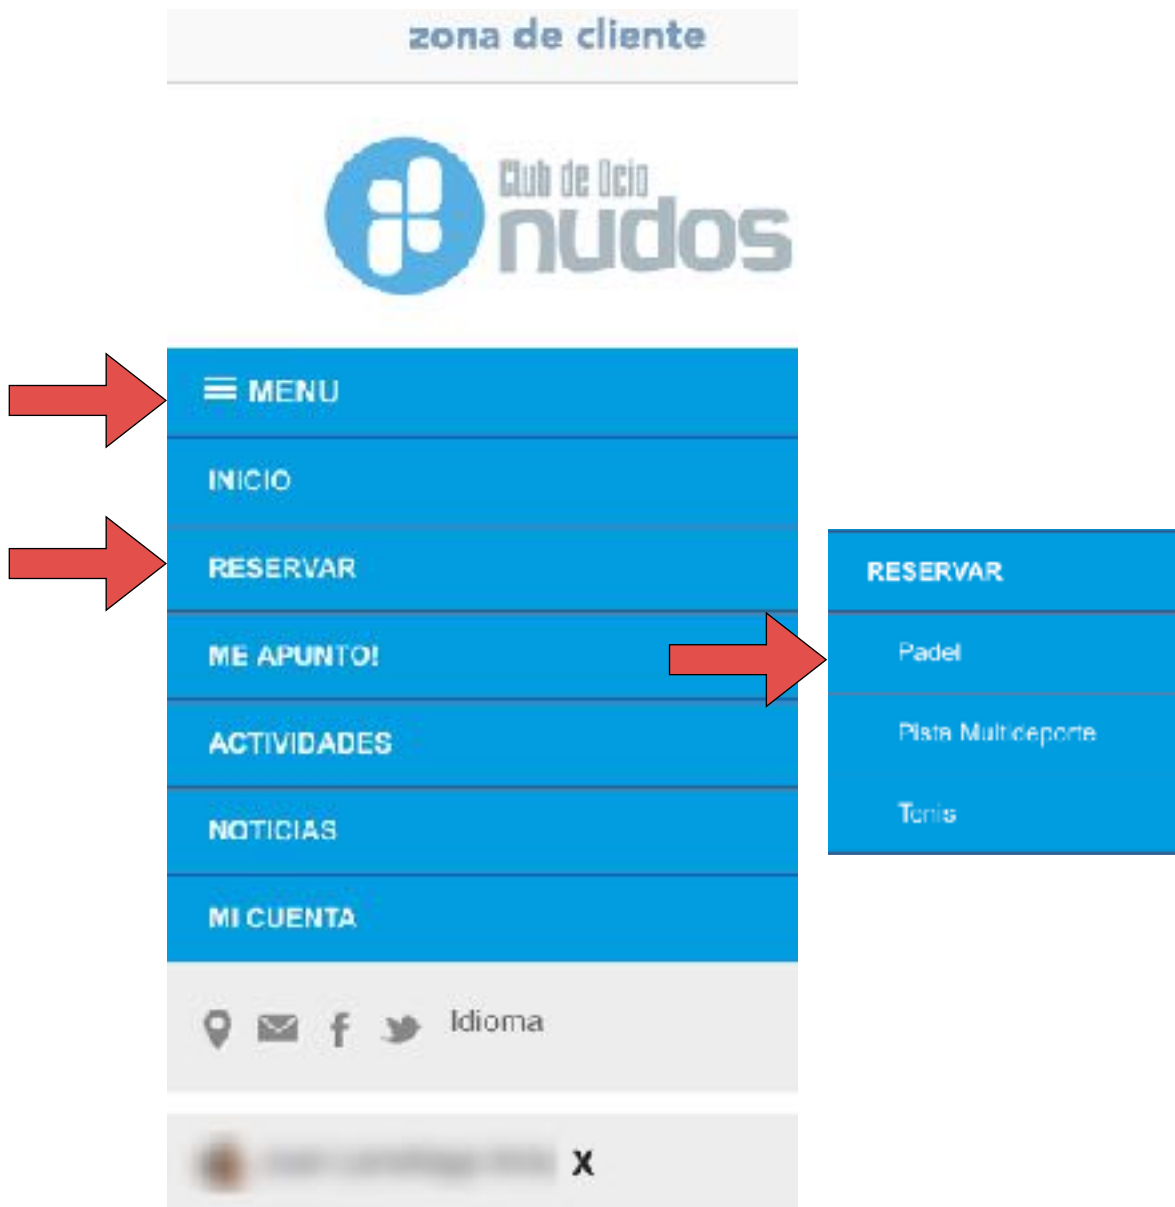 zona de cliente
Club de Ocio
nudos
MENU
INICIO
RESERVAR
ME APUNTO!
ACTIVIDADES
NOTICIAS
MI CUENTA
Idioma
X
RESERVAR
Padel
Pista Multideporte
Tenis